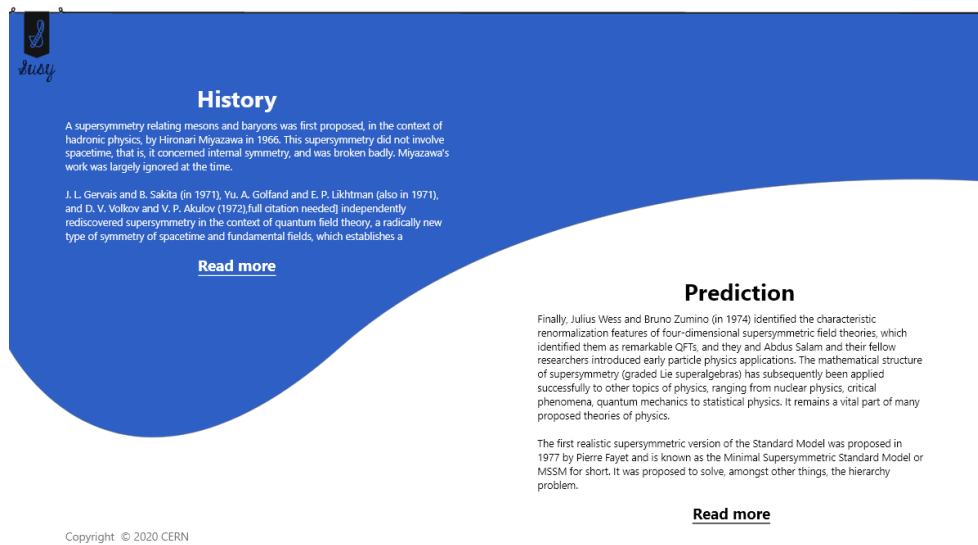 Susy
History
A supersymmetry relating mesons and baryons was first proposed, in the context of
hadronic physics, by Hironari Miyazawa in 1966. This supersymmetry did not involve
spacetime, that is, it concerned internal symmetry, and was broken badly. Miyazawa's
work was largely ignored at the time.
J. L. Gervais and B. Sakita (in 1971), Yu. A. Golfand and E. P. Likhtman (also in 1971),
and D. V. Volkov and V. P. Akulov (1972),full citation needed] independently
rediscovered supersymmetry in the context of quantum field theory, a radically new
type of symmetry of spacetime and fundamental fields, which establishes a
Read more
Prediction
Finally, Julius Wess and Bruno Zumino (in 1974) identified the characteristic
renormalization features of four-dimensional supersymmetric field theories, which
identified them as remarkable QFTs, and they and Abdus Salam and their fellow
researchers introduced early particle physics applications. The mathematical structure
of supersymmetry (graded Lie superalgebras) has subsequently been applied
successfully to other topics of physics, ranging from nuclear physics, critical
phenomena, quantum mechanics to statistical physics. It remains a vital part of many
proposed theories of physics.
The first realistic supersymmetric version of the Standard Model was proposed in
1977 by Pierre Fayet and is known as the Minimal Supersymmetric Standard Model or
MSSM for short. It was proposed to solve, amongst other things, the hierarchy
problem.
Read more
Copyright © 2020 CERN